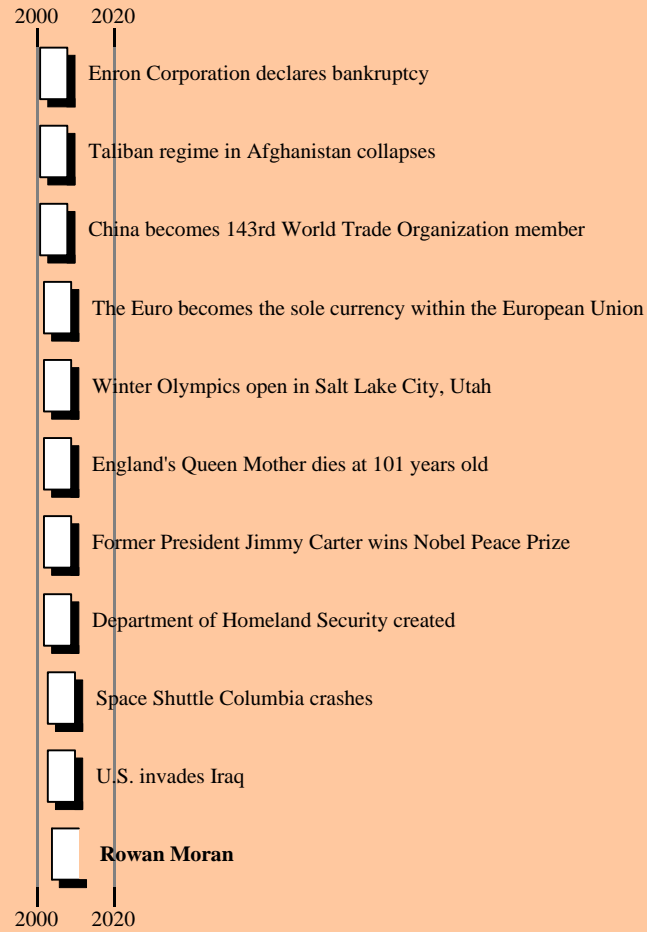 2000 2020
Enron Corporation declares bankruptcy
Taliban regime in Afghanistan collapses
China becomes 143rd World Trade Organization member
The Euro becomes the sole currency within the European Union
Winter Olympics open in Salt Lake City, Utah
England's Queen Mother dies at 101 years old
Former President Jimmy Carter wins Nobel Peace Prize
Department of Homeland Security created
Space Shuttle Columbia crashes
U.S. invades Iraq
Rowan Moran
2000 2020